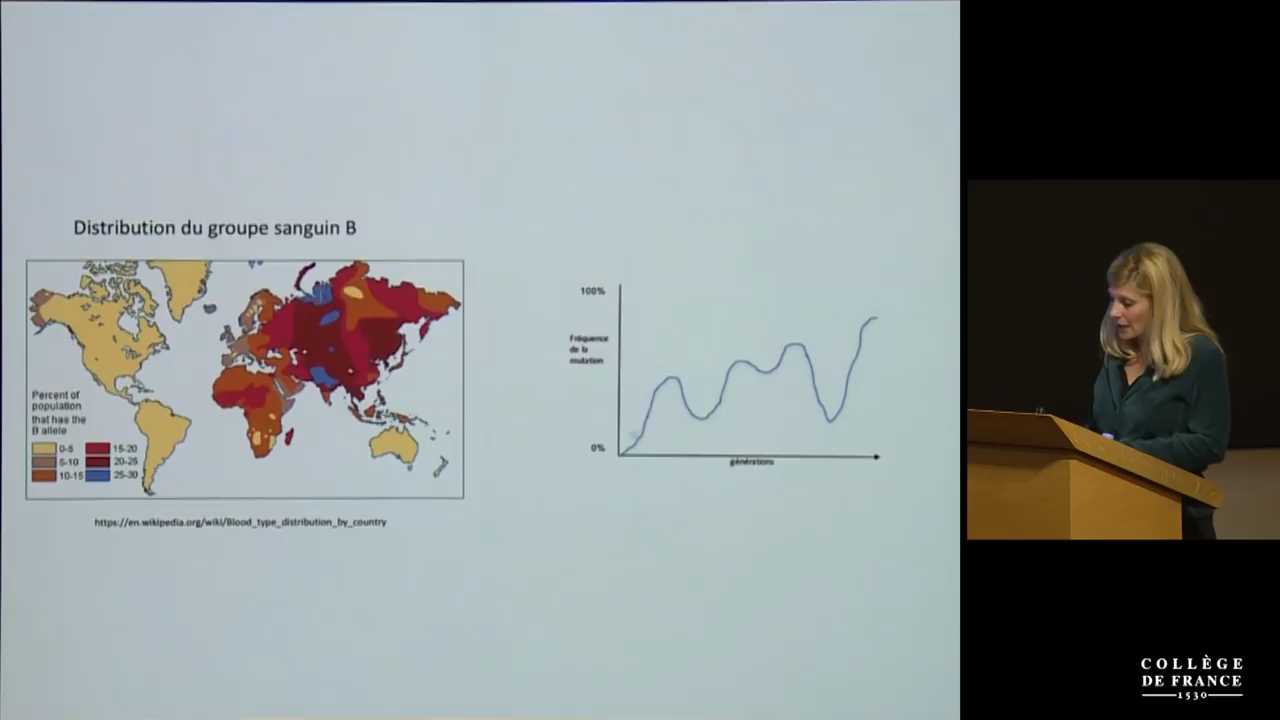 Distribution du groupe sanguin B
Percent of
population
that has the
B allele
0-5
15-20
5-10
20-25
10-15
25-30
https://en.wikipedia.org/wiki/Blood_type_distribution_by_country
100%
Fréquence
de la
mutation
0%
générations
COLLÈGE
DE FRANCE
1530